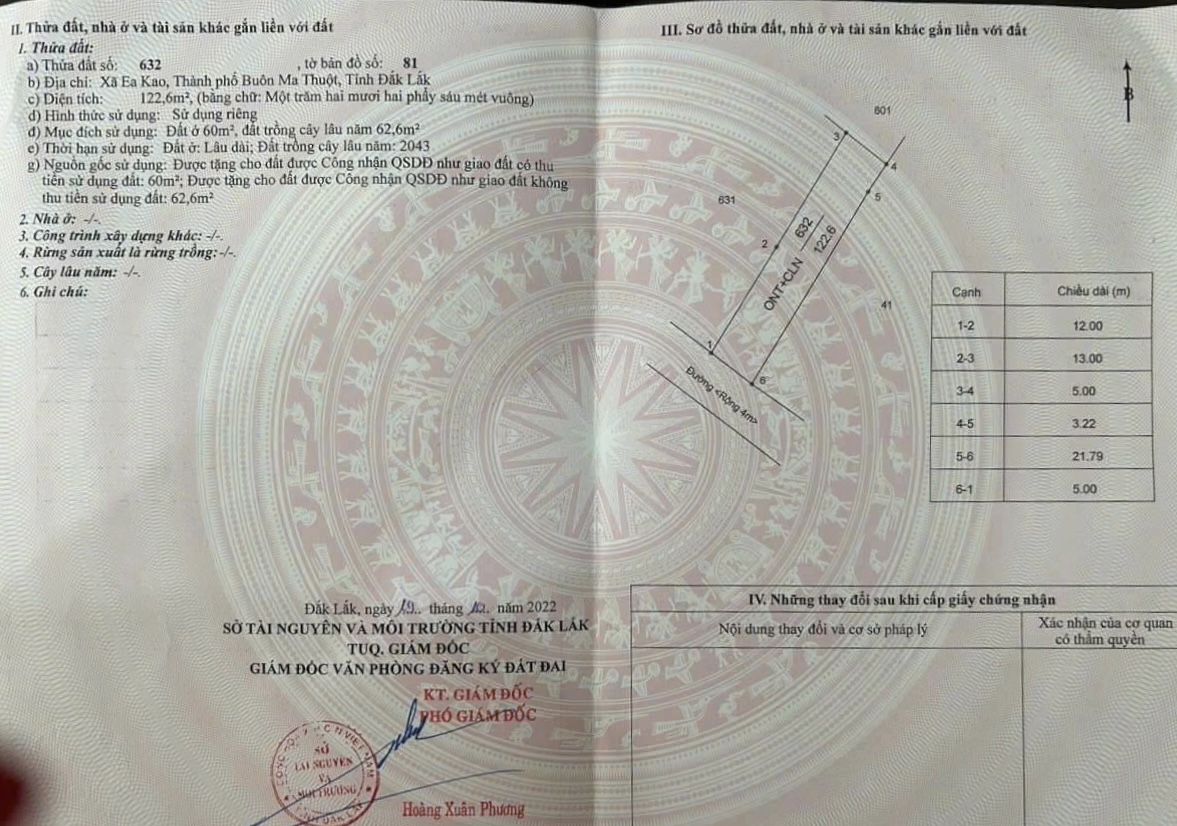 II. Thửa đất, nhà ở và tài sản khác gắn liền với đất
1. Thửa đất:
a) Thửa đất số: 632 , tờ bản đồ số: 81
b) Địa chỉ: Xã Ea Kao, Thành phố Buôn Ma Thuột, Tỉnh Đắk Lắk
c) Diện tích: 122,6m², (bằng chữ: Một trăm hai mươi hai phẩy sáu mét vuông)
d) Hình thức sử dụng: Sử dụng riêng
đ) Mục đích sử dụng: Đất ở 60m², đất trồng cây lâu năm 62,6m²
e) Thời hạn sử dụng: Đất ở: Lâu dài; Đất trồng cây lâu năm: 2043
g) Nguồn gốc sử dụng: Được tặng cho đất được Công nhận QSDĐ như giao đất có thu
tiền sử dụng đất: 60m²; Được tặng cho đất được Công nhận QSDĐ như giao đất không
thu tiền sử dụng đất: 62,6m²
2. Nhà ở: -/-.
3. Công trình xây dựng khác: -/-.
4. Rừng sản xuất là rừng trồng: -/-.
5. Cây lâu năm: -/-.
6. Ghi chú:
Đắk Lắk, ngày 19.. tháng 12. năm 2022
SỞ TÀI NGUYÊN VÀ MÔI TRƯỜNG TỈNH ĐẮK LẮK
TUQ. GIÁM ĐỐC
GIÁM ĐỐC VĂN PHÒNG ĐĂNG KÝ ĐẤT ĐAI
KT. GIÁM ĐỐC
PHÓ GIÁM ĐỐC
SỞ
TÀI NGUYÊN
VÀ
MÔI TRƯỜNG
Hoàng Xuân Phương
III. Sơ đồ thửa đất, nhà ở và tài sản khác gắn liền với đất
B
601
3
4
5
631
2
632
122.6
ONT+CLN
41
1
6
Đường <Rộng 4m>
Cạnh Chiều dài (m)
1-2 12.00
2-3 13.00
3-4 5.00
4-5 3.22
5-6 21.79
6-1 5.00
IV. Những thay đổi sau khi cấp giấy chứng nhận
Nội dung thay đổi và cơ sở pháp lý
Xác nhận của cơ quan
có thẩm quyền